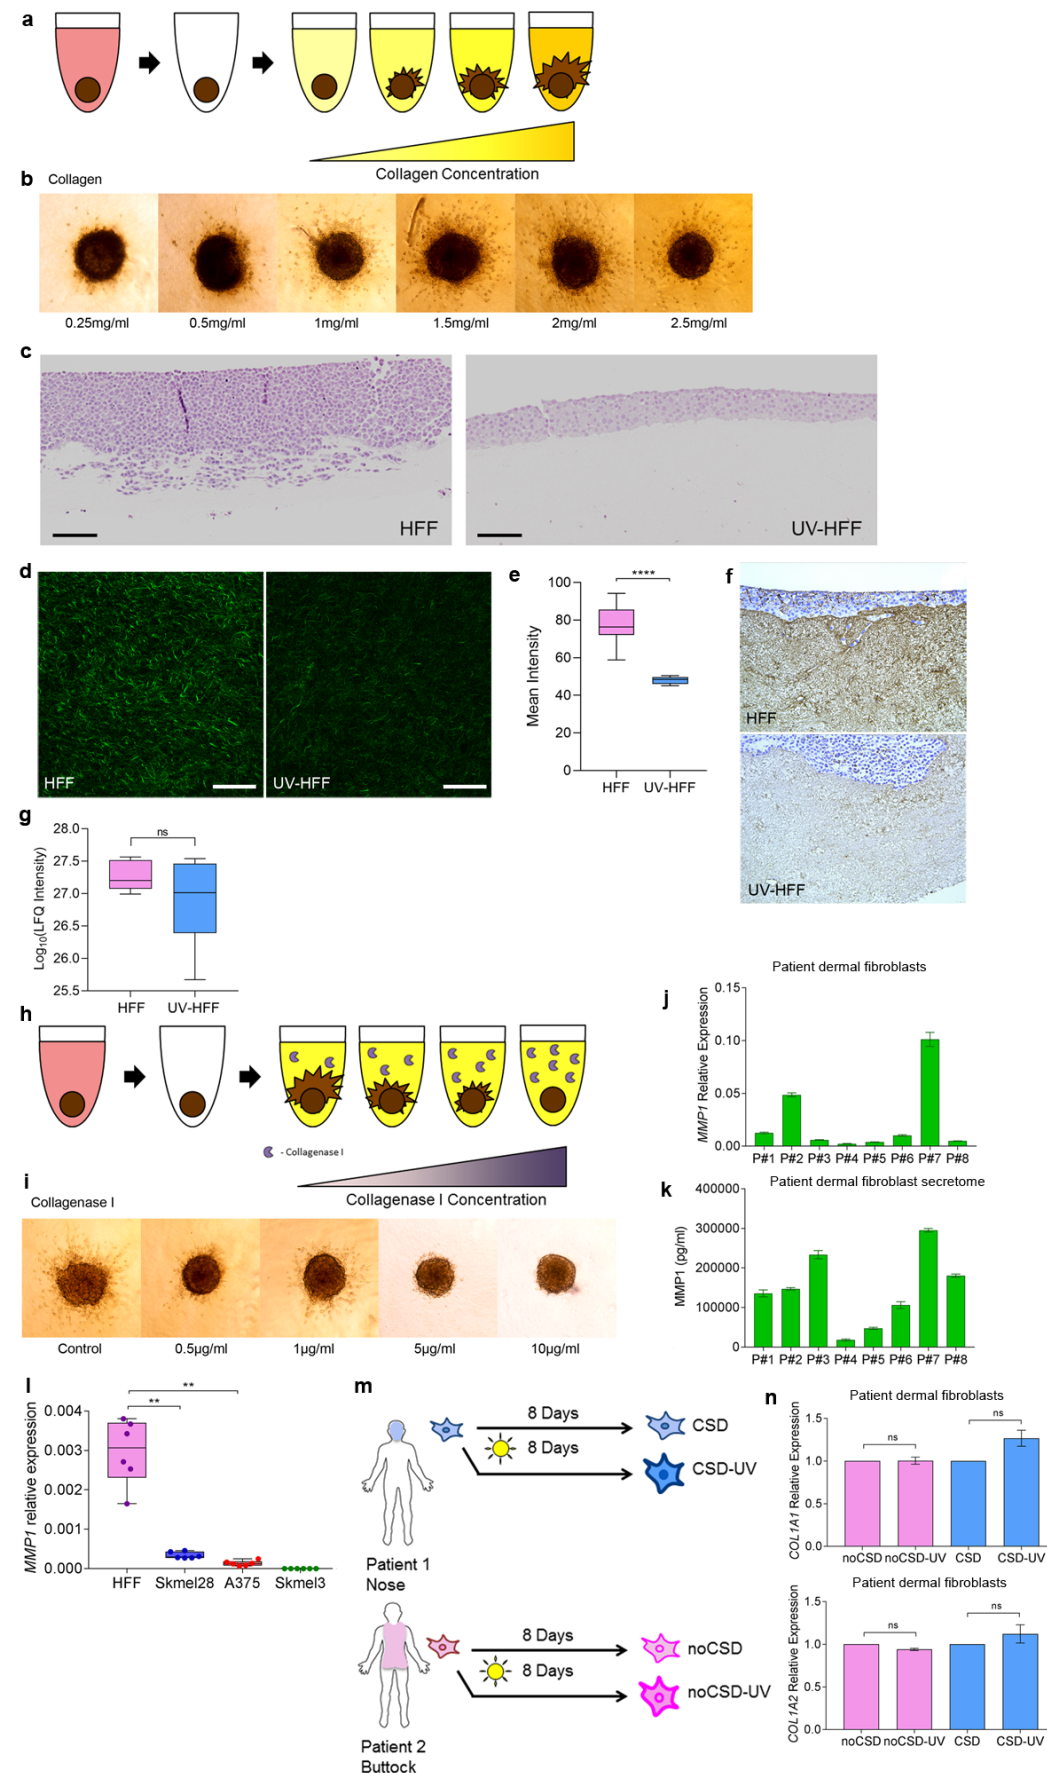 a
Collagen Concentration
b
Collagen
0.25mg/ml
0.5mg/ml
1mg/ml
1.5mg/ml
2mg/ml
2.5mg/ml
c
HFF
UV-HFF
d
HFF
UV-HFF
e
Mean Intensity
100
80
60
40
20
0
****
HFF
UV-HFF
f
HFF
UV-HFF
g
Log10(LFQ Intensity)
28.0
27.5
27.0
26.5
26.0
25.5
ns
HFF
UV-HFF
h
- Collagenase I
Collagenase I Concentration
i
Collagenase I
Control
0.5µg/ml
1µg/ml
5µg/ml
10µg/ml
j
Patient dermal fibroblasts
MMP1 Relative Expression
0.15
0.10
0.05
0.00
P#1 P#2 P#3 P#4 P#5 P#6 P#7 P#8
k
Patient dermal fibroblast secretome
MMP1 (pg/ml)
400000
300000
200000
100000
0
P#1 P#2 P#3 P#4 P#5 P#6 P#7 P#8
l
MMP1 relative expression
0.004
0.003
0.002
0.001
0.000
**
**
HFF Skmel28 A375 Skmel3
m
8 Days
CSD
8 Days
CSD-UV
Patient 1
Nose
8 Days
noCSD
8 Days
noCSD-UV
Patient 2
Buttock
n
Patient dermal fibroblasts
COL1A1 Relative Expression
1.5
1.0
0.5
0.0
ns
ns
noCSD noCSD-UV CSD CSD-UV
Patient dermal fibroblasts
COL1A2 Relative Expression
1.5
1.0
0.5
0.0
ns
ns
noCSD noCSD-UV CSD CSD-UV